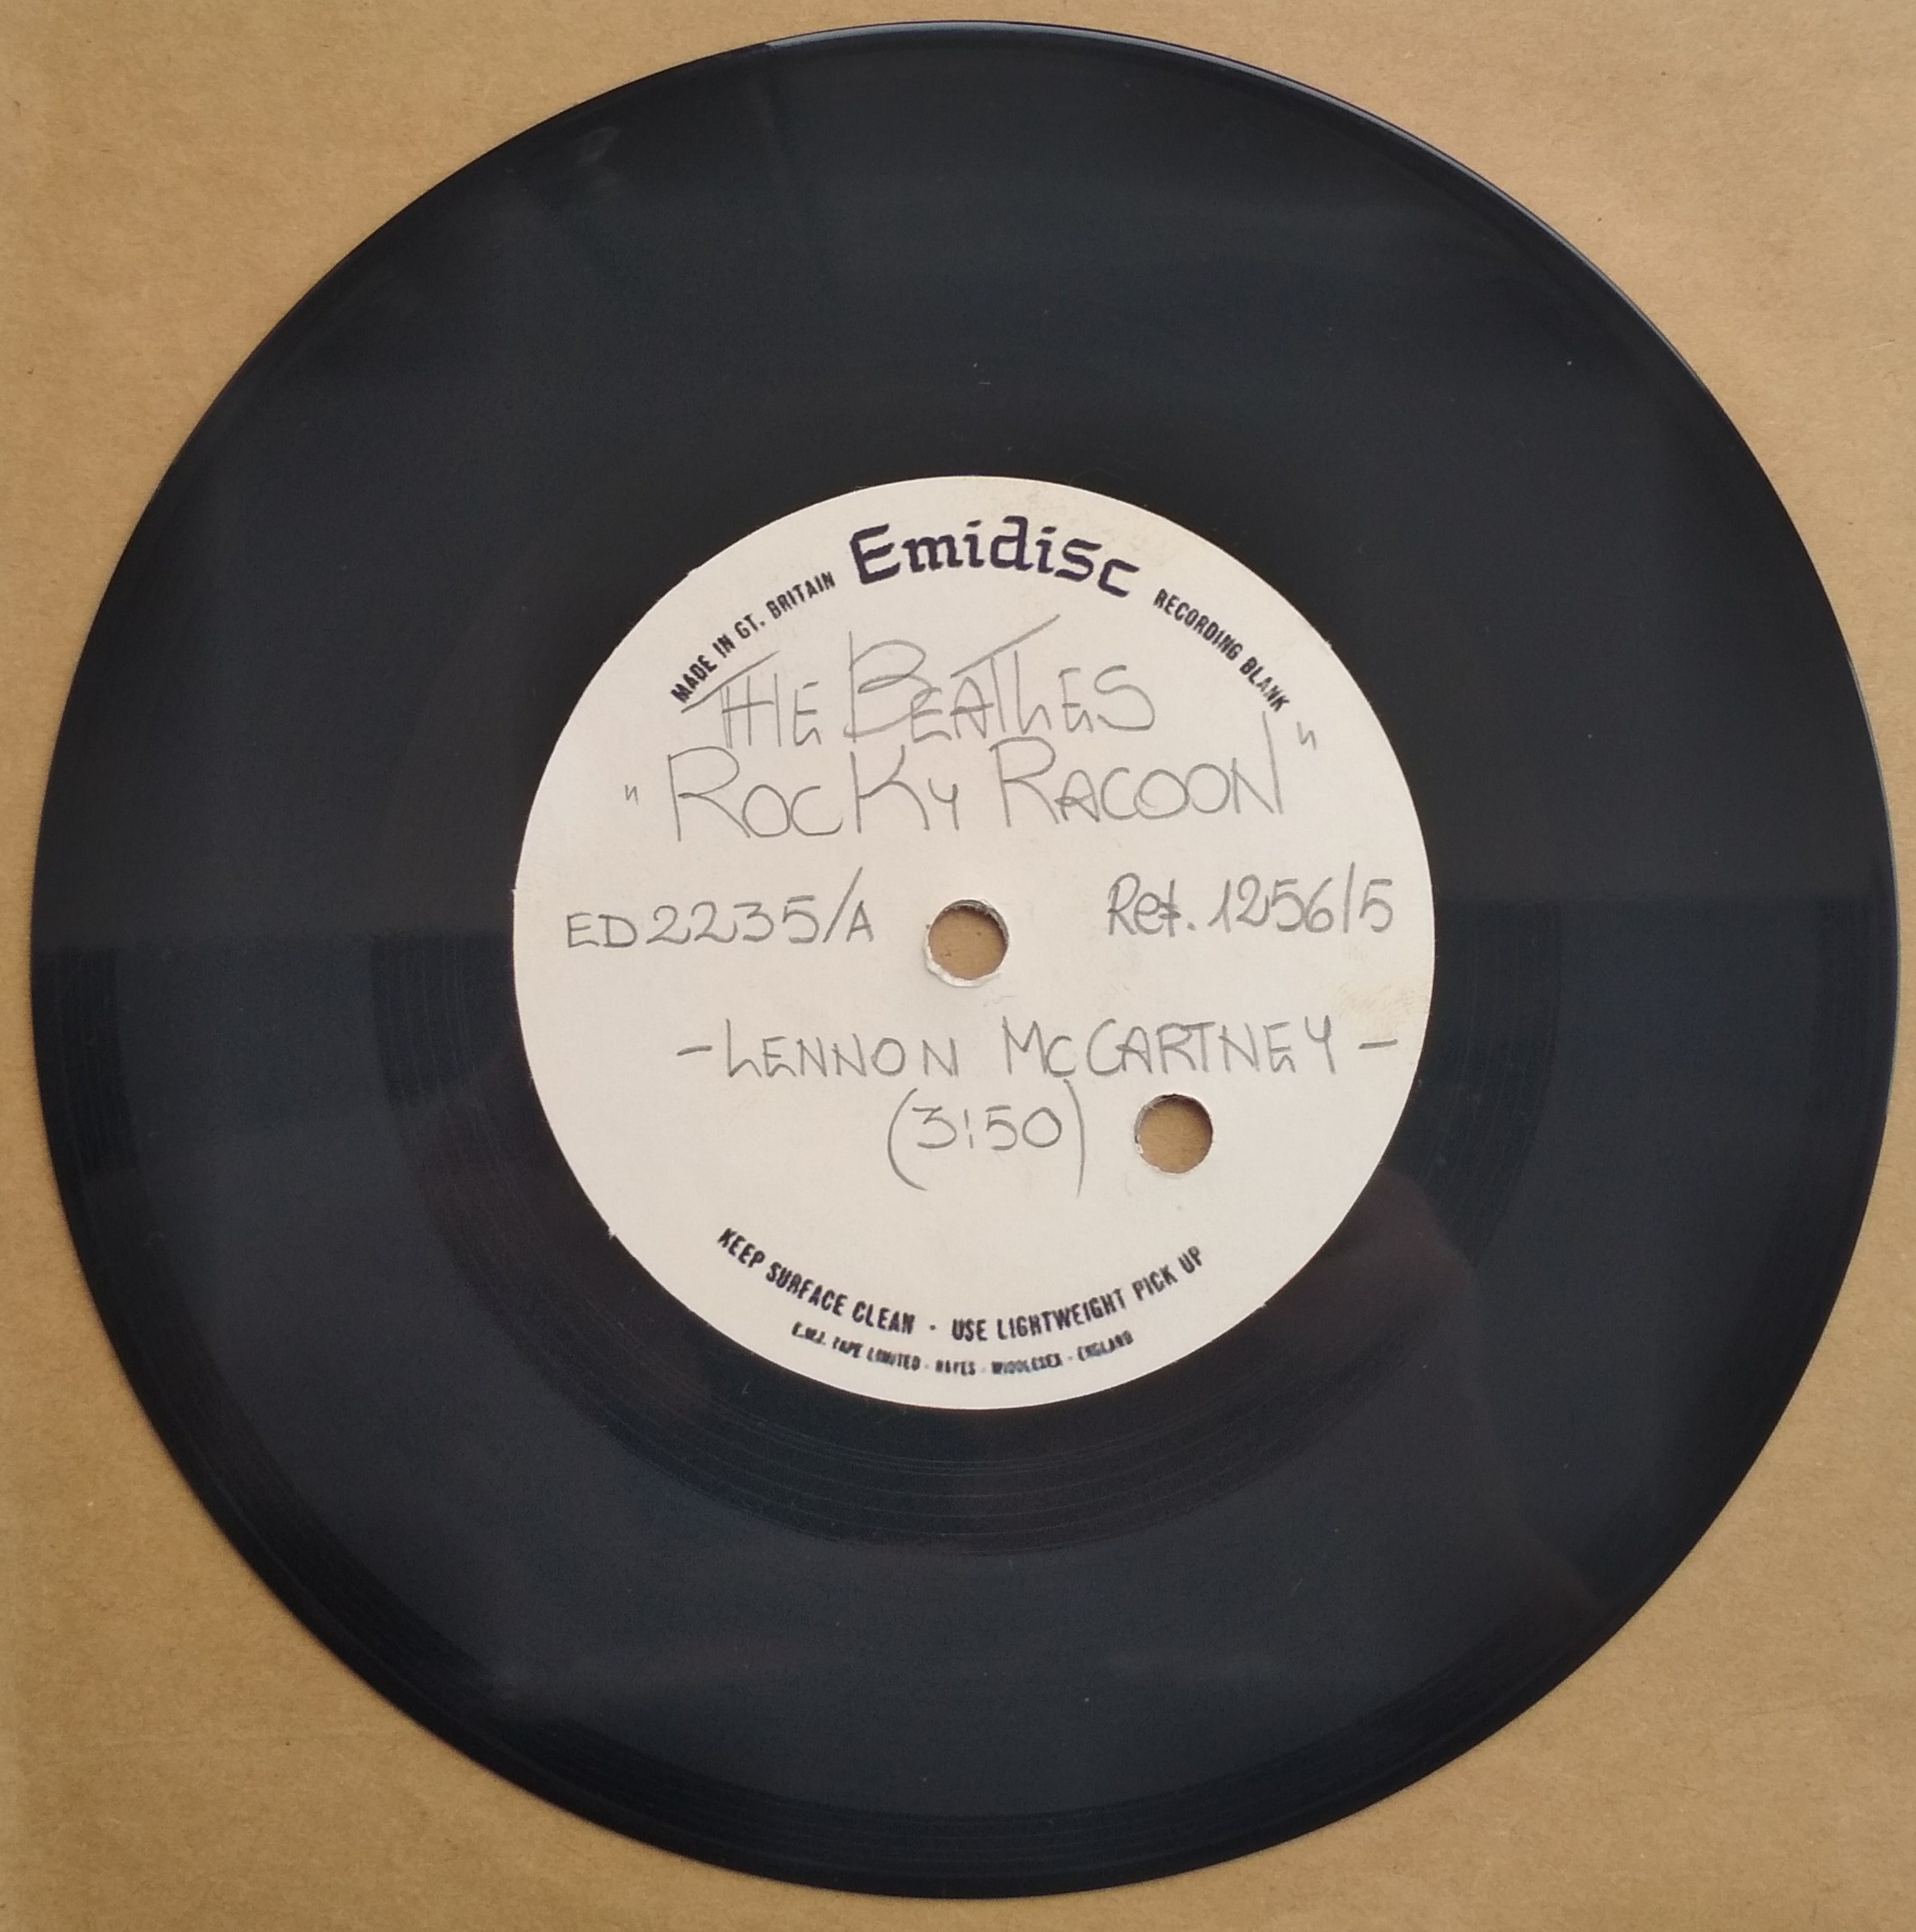 Emidisc
MADE IN GT. BRITAIN
RECORDING BLANK
THE BEATLES
"ROCKY RACOON"
ED2235/A
Ref. 1256/5
-LENNON McCARTNEY-
(3:50)
KEEP SURFACE CLEAN · USE LIGHTWEIGHT PICK UP
E.M.I. TAPE LIMITED · HAYES · MIDDLESEX · ENGLAND